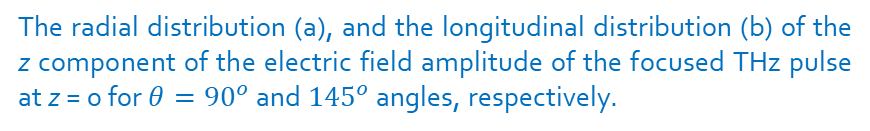 The radial distribution (a), and the longitudinal distribution (b) of the
z component of the electric field amplitude of the focused THz pulse
at z = 0 for θ = 90° and 145° angles, respectively.